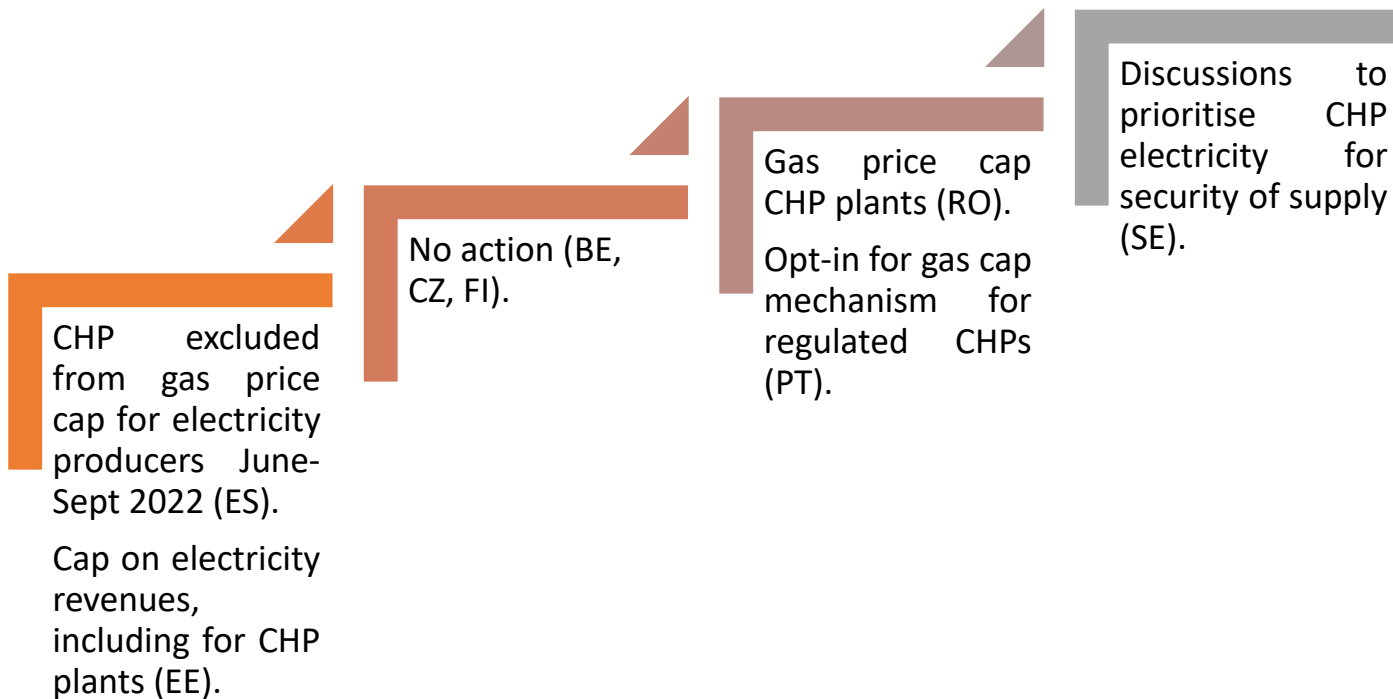 CHP excluded
from gas price
cap for electricity
producers June-
Sept 2022 (ES).
Cap on electricity
revenues,
including for CHP
plants (EE).
No action (BE,
CZ, FI).
Gas price cap
CHP plants (RO).
Opt-in for gas cap
mechanism for
regulated CHPs
(PT).
Discussions to
prioritise CHP
electricity for
security of supply
(SE).